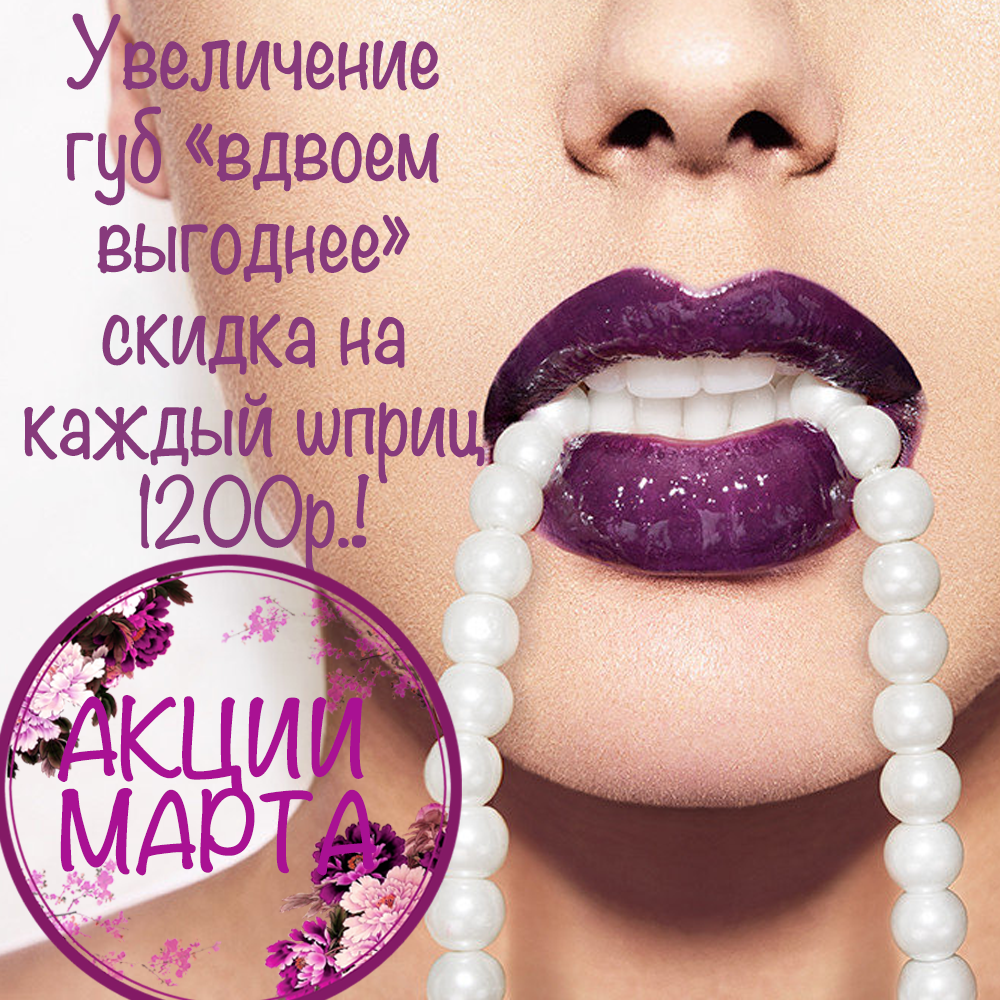 Увеличение
губ «вдвоем
выгоднее»
скидка на
каждый шприц
1200р.!
АКЦИИ
МАРТА